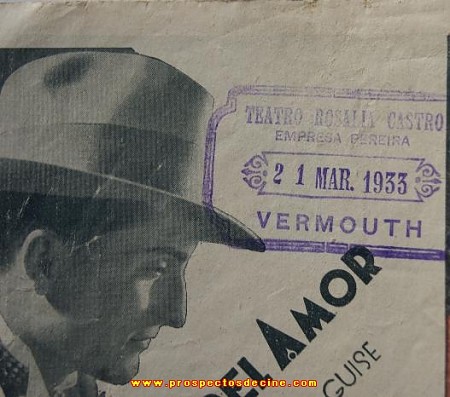 TEATRO ROSALIA CASTRO
EMPRESA PEREIRA
21 MAR. 1933
VERMOUTH
DEL AMOR
GUISE
www.prospectosdecine.com